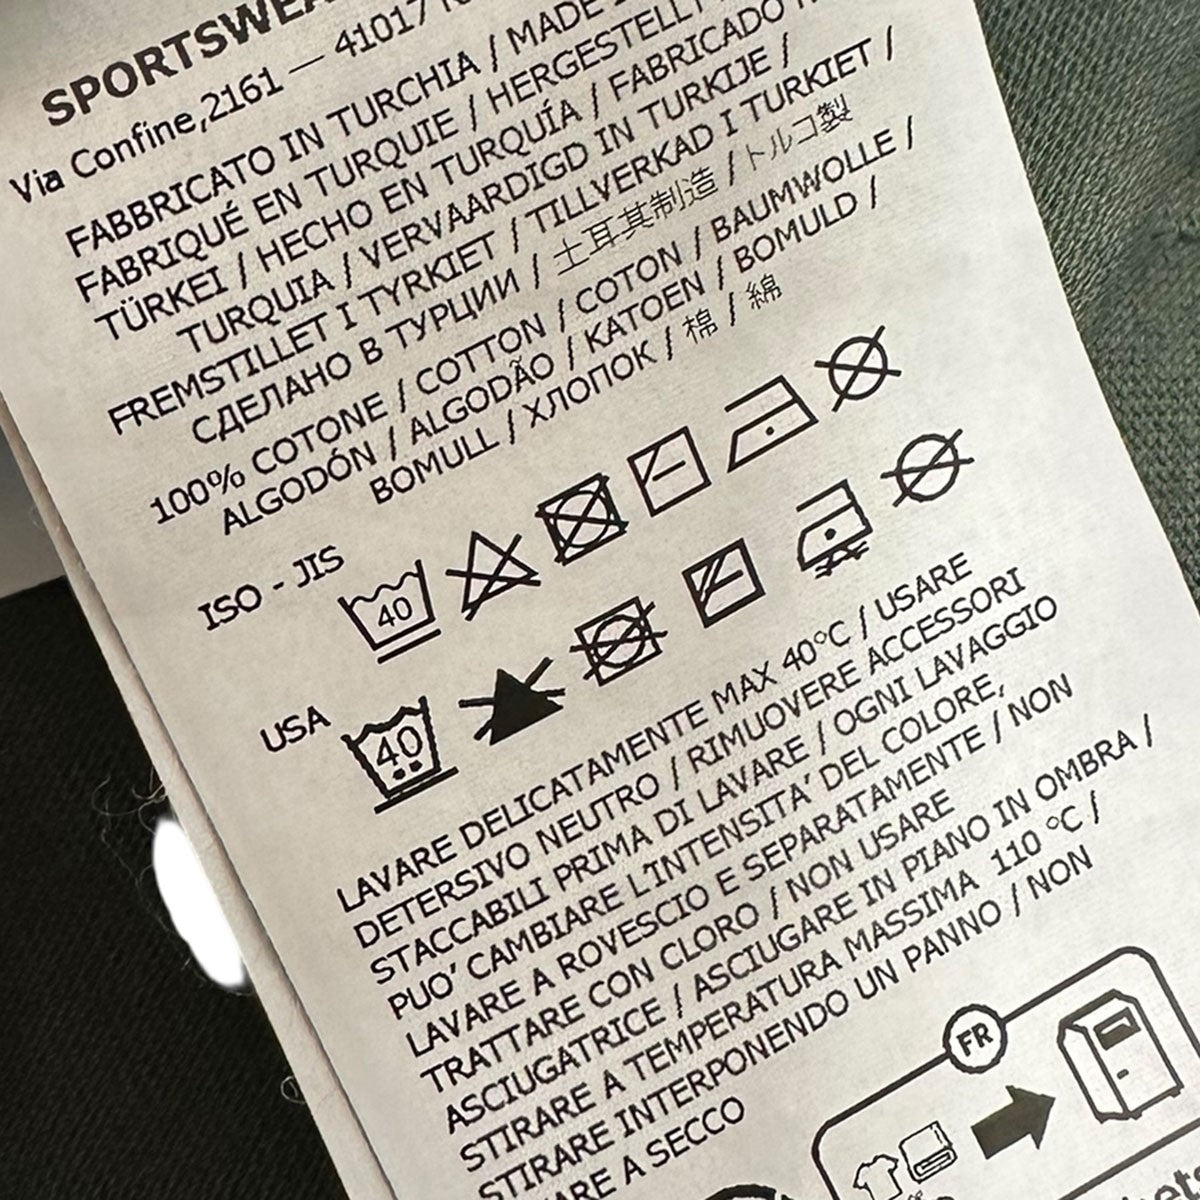 SPORTSWEA
Via Confine,2161 — 41017
FABBRICATO IN TURCHIA / MADE
FABRIQUÉ EN TURQUIE / HERGESTELLT
TÜRKEI / HECHO EN TURQUÍA / FABRICADO
TURQUIA / VERVAARDIGD IN TURKIJE /
FREMSTILLET I TYRKIET / TILLVERKAD I TURKIET /
СДЕЛАНО В ТУРЦИИ / 土耳其制造 / トルコ製
100% COTONE / COTTON / COTON / BAUMWOLLE /
ALGODÓN / ALGODÃO / KATOEN / BOMULD /
BOMULL / ХЛОПОК / 棉 / 綿
ISO - JIS
40
USA
40
LAVARE DELICATAMENTE MAX 40°C / USARE
DETERSIVO NEUTRO / RIMUOVERE ACCESSORI
STACCABILI PRIMA DI LAVARE / OGNI LAVAGGIO
PUO' CAMBIARE L'INTENSITA' DEL COLORE,
LAVARE A ROVESCIO E SEPARATAMENTE / NON
TRATTARE CON CLORO / NON USARE
ASCIUGATRICE / ASCIUGARE IN PIANO IN OMBRA /
STIRARE A TEMPERATURA MASSIMA 110 °C /
STIRARE INTERPONENDO UN PANNO / NON
ARE A SECCO
FR